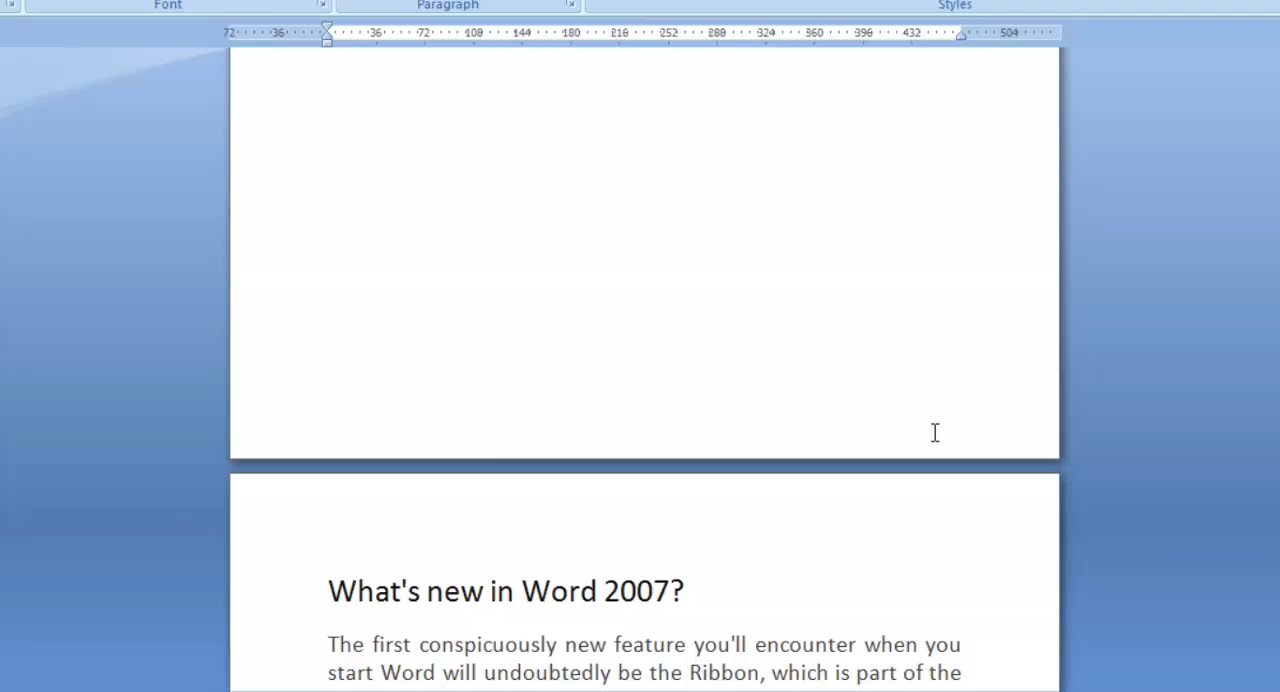 Font Paragraph Styles
72 36 36 72 108 144 180 216 252 288 324 360 396 432 504
What's new in Word 2007?
The first conspicuously new feature you'll encounter when you
start Word will undoubtedly be the Ribbon, which is part of the